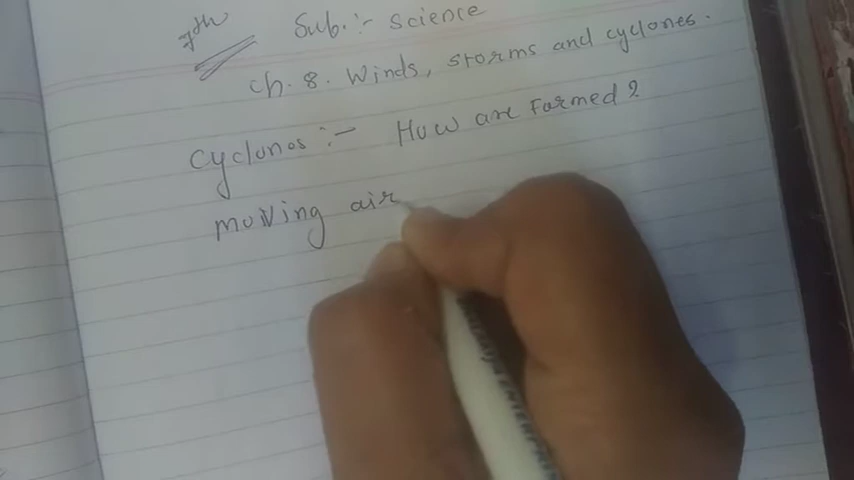 7th Sub.:- Science
Ch. 8. Winds, storms and cyclones.
Cyclones :- How are Formed?
moving air